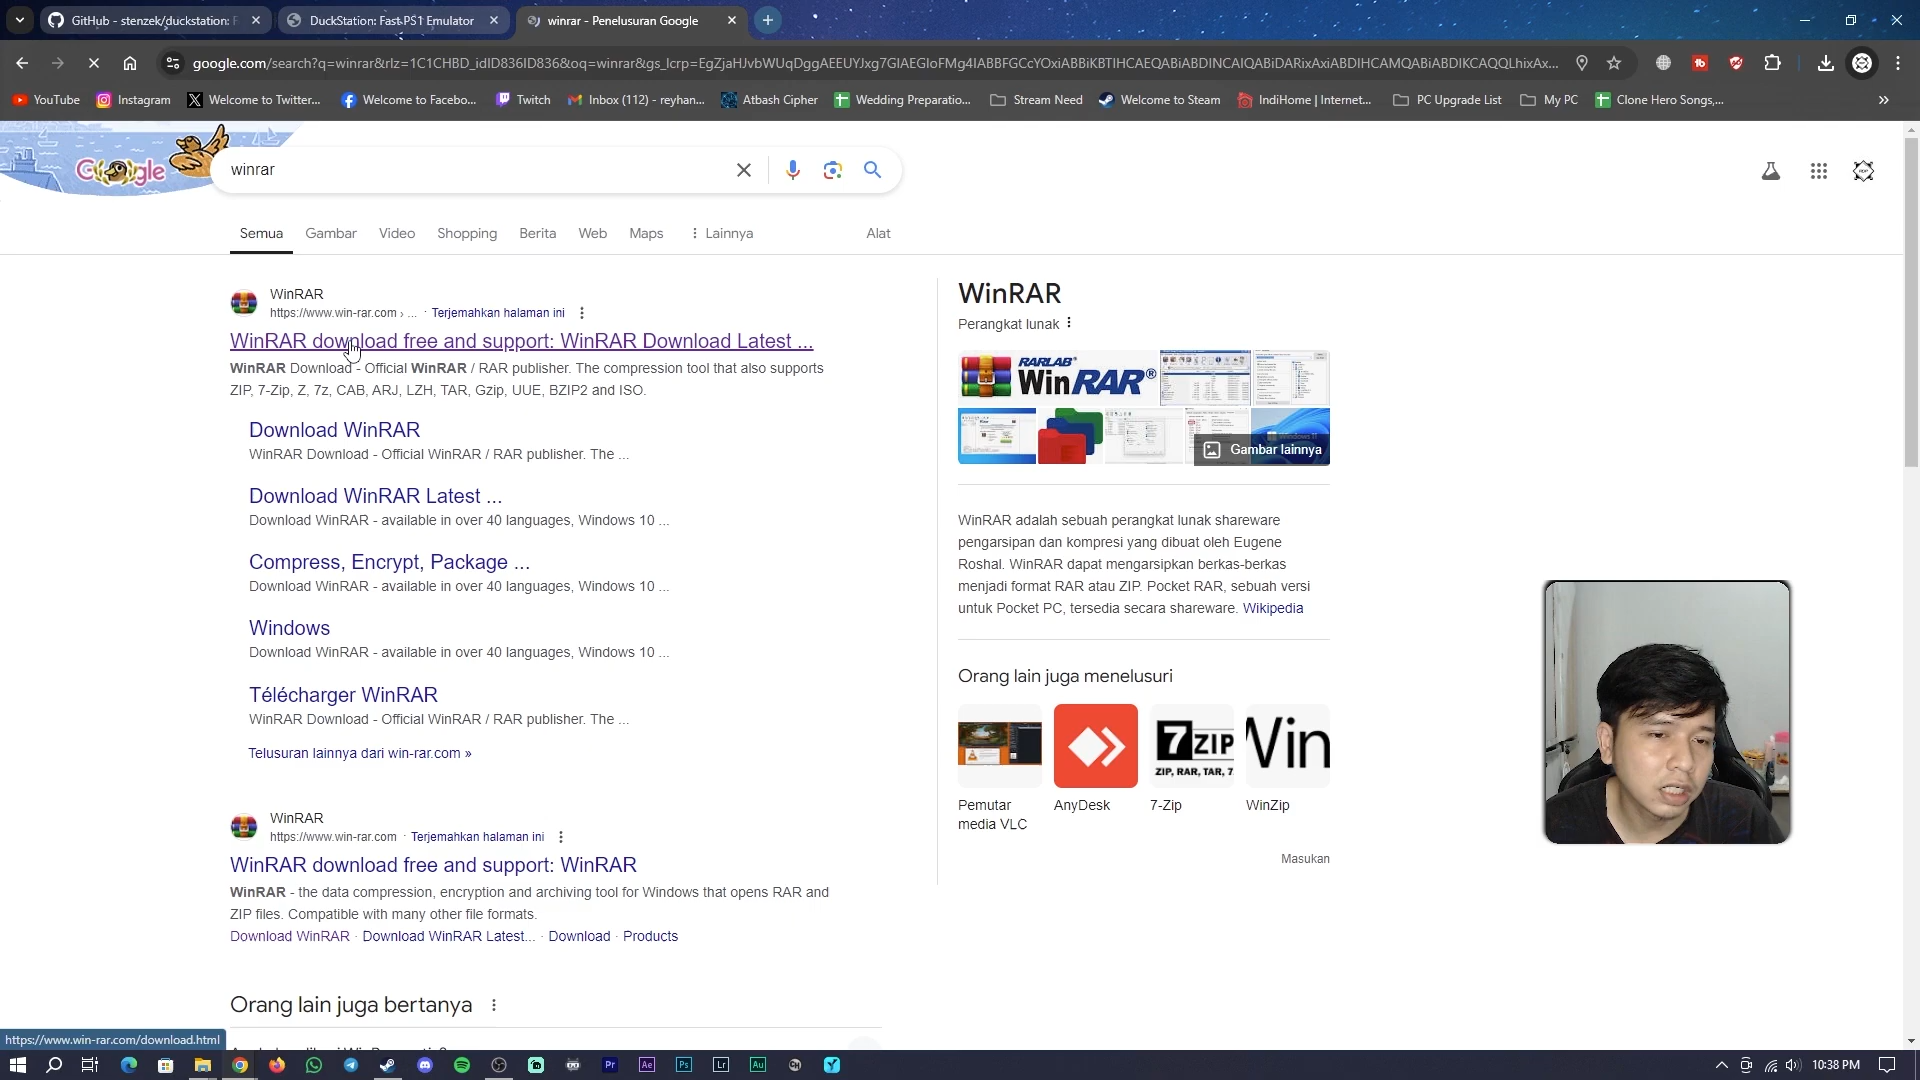 GitHub - stenzek/duckstation: F
DuckStation: Fast PS1 Emulator
winrar - Penelusuran Google
google.com/search?q=winrar&rlz=1C1CHBD_idID836ID836&oq=winrar&gs_lcrp=EgZjaHJvbWUqDggAEEUYJxg7GIAEGIoFMg4IABBFGCcYOxiABBiKBTIHCAEQABiABDINCAIQABiDARixAxiABDIHCAMQABiABDIKCAQQLhixAx...
YouTube
Instagram
Welcome to Twitter...
Welcome to Facebo...
Twitch
Inbox (112) - reyhan...
Atbash Cipher
Wedding Preparatio...
Stream Need
Welcome to Steam
IndiHome | Internet...
PC Upgrade List
My PC
Clone Hero Songs,...
Google
winrar
Semua
Gambar
Video
Shopping
Berita
Web
Maps
Lainnya
Alat
WinRAR
https://www.win-rar.com › ... · Terjemahkan halaman ini
WinRAR download free and support: WinRAR Download Latest ...
WinRAR Download - Official WinRAR / RAR publisher. The compression tool that also supports
ZIP, 7-Zip, Z, 7z, CAB, ARJ, LZH, TAR, Gzip, UUE, BZIP2 and ISO.
Download WinRAR
WinRAR Download - Official WinRAR / RAR publisher. The ...
Download WinRAR Latest ...
Download WinRAR - available in over 40 languages, Windows 10 ...
Compress, Encrypt, Package ...
Download WinRAR - available in over 40 languages, Windows 10 ...
Windows
Download WinRAR - available in over 40 languages, Windows 10 ...
Télécharger WinRAR
WinRAR Download - Official WinRAR / RAR publisher. The ...
Telusuran lainnya dari win-rar.com »
WinRAR
https://www.win-rar.com · Terjemahkan halaman ini
WinRAR download free and support: WinRAR
WinRAR - the data compression, encryption and archiving tool for Windows that opens RAR and
ZIP files. Compatible with many other file formats.
Download WinRAR · Download WinRAR Latest... · Download · Products
Orang lain juga bertanya
WinRAR
Perangkat lunak
RARLAB®
WinRAR®
Gambar lainnya
WinRAR adalah sebuah perangkat lunak shareware
pengarsipan dan kompresi yang dibuat oleh Eugene
Roshal. WinRAR dapat mengarsipkan berkas-berkas
menjadi format RAR atau ZIP. Pocket RAR, sebuah versi
untuk Pocket PC, tersedia secara shareware. Wikipedia
Orang lain juga menelusuri
7 ZIP
ZIP, RAR, TAR, 7
Win
Pemutar
media VLC
AnyDesk
7-Zip
WinZip
Masukan
https://www.win-rar.com/download.html
Pr
Ae
Ps
Lr
Au
10:38 PM